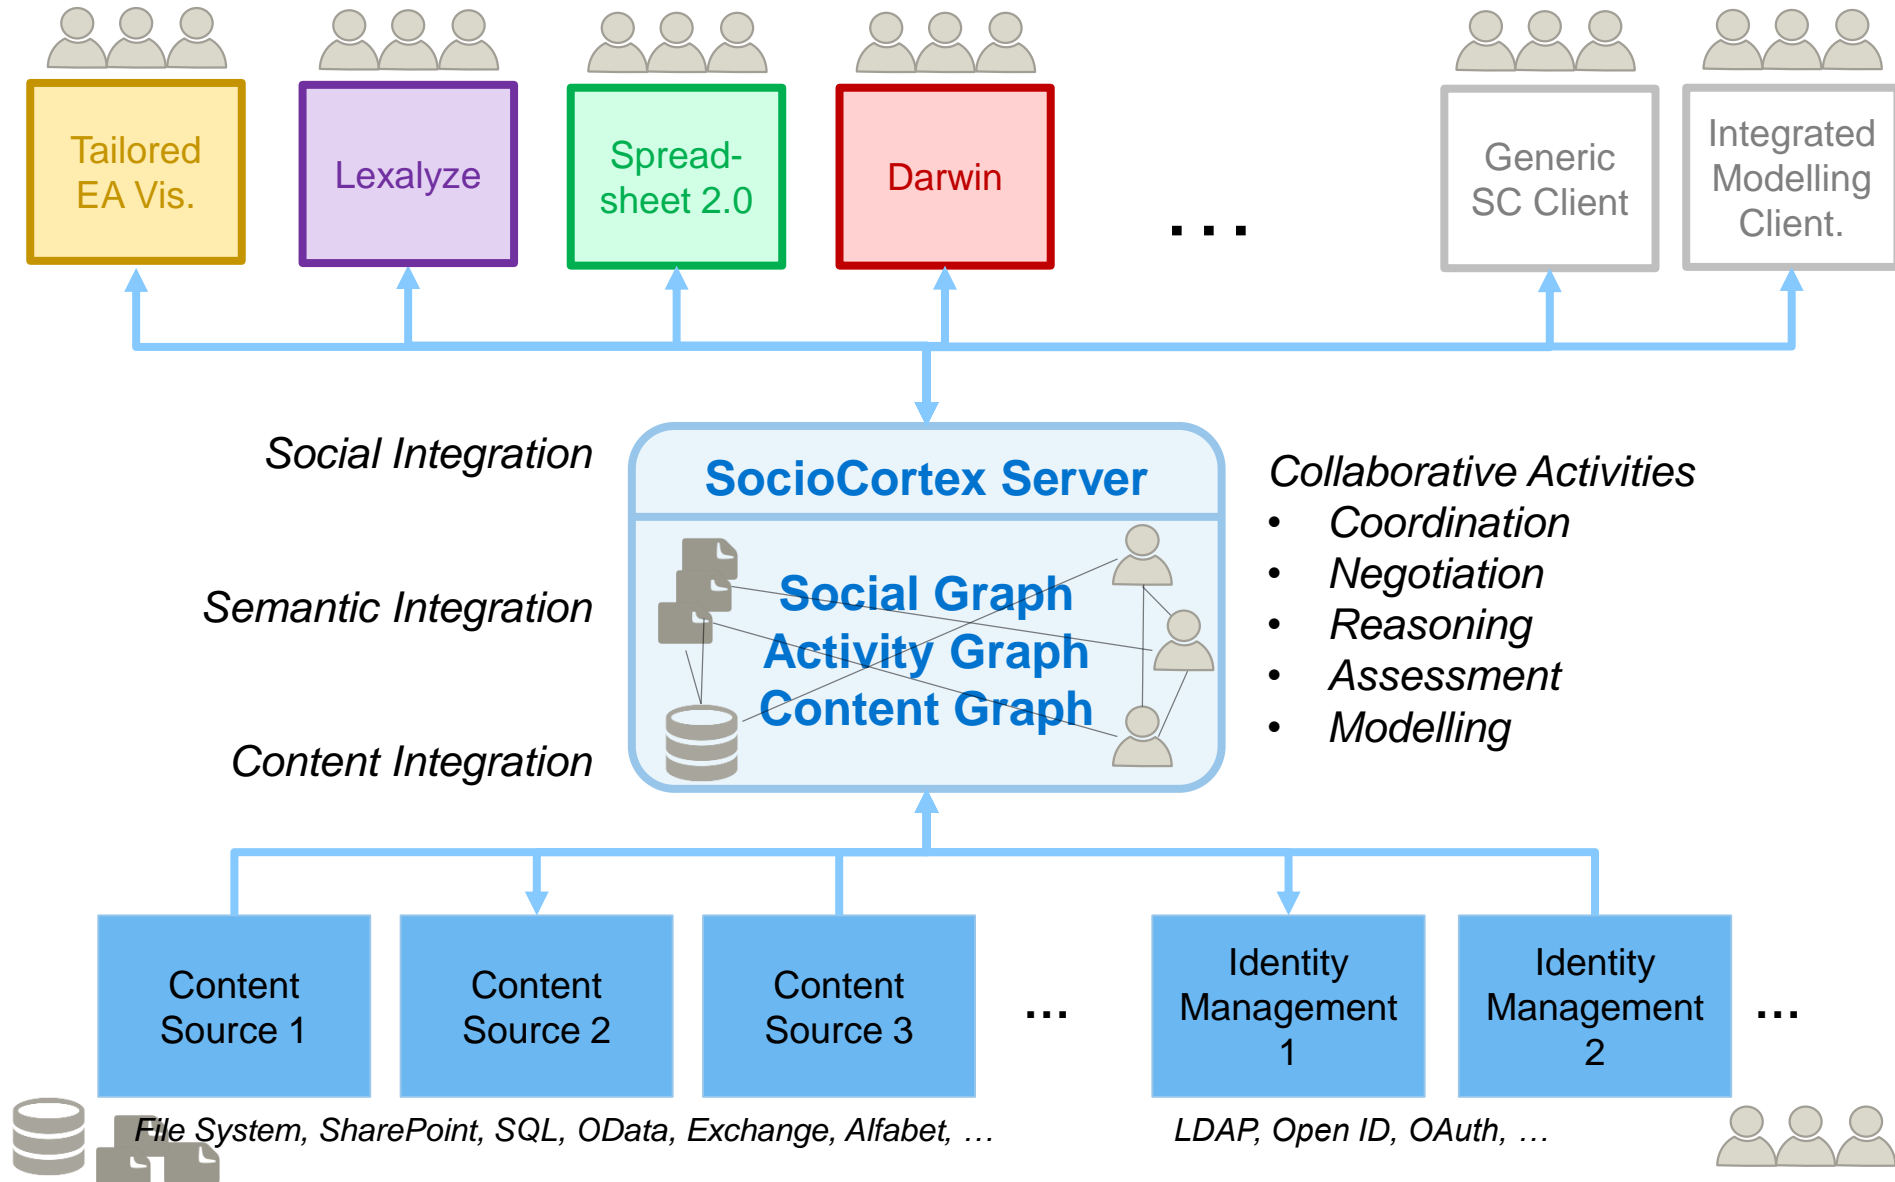 Tailored
EA Vis.
Lexalyze
Spread-
sheet 2.0
Darwin
...
Generic
SC Client
Integrated
Modelling
Client.
Social Integration
Semantic Integration
Content Integration
SocioCortex Server
Social Graph
Activity Graph
Content Graph
Collaborative Activities
• Coordination
• Negotiation
• Reasoning
• Assessment
• Modelling
Content
Source 1
Content
Source 2
Content
Source 3
...
Identity
Management
1
Identity
Management
2
...
File System, SharePoint, SQL, OData, Exchange, Alfabet, …
LDAP, Open ID, OAuth, …